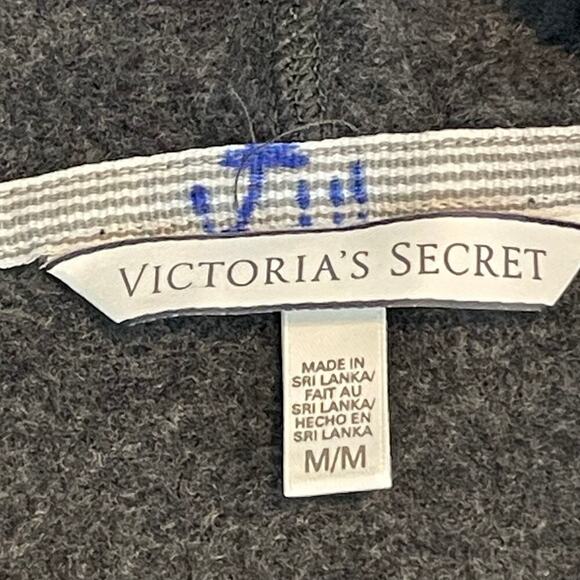 VICTORIA'S SECRET
MADE IN
SRI LANKA/
FAIT AU
SRI LANKA/
HECHO EN
SRI LANKA
M/M